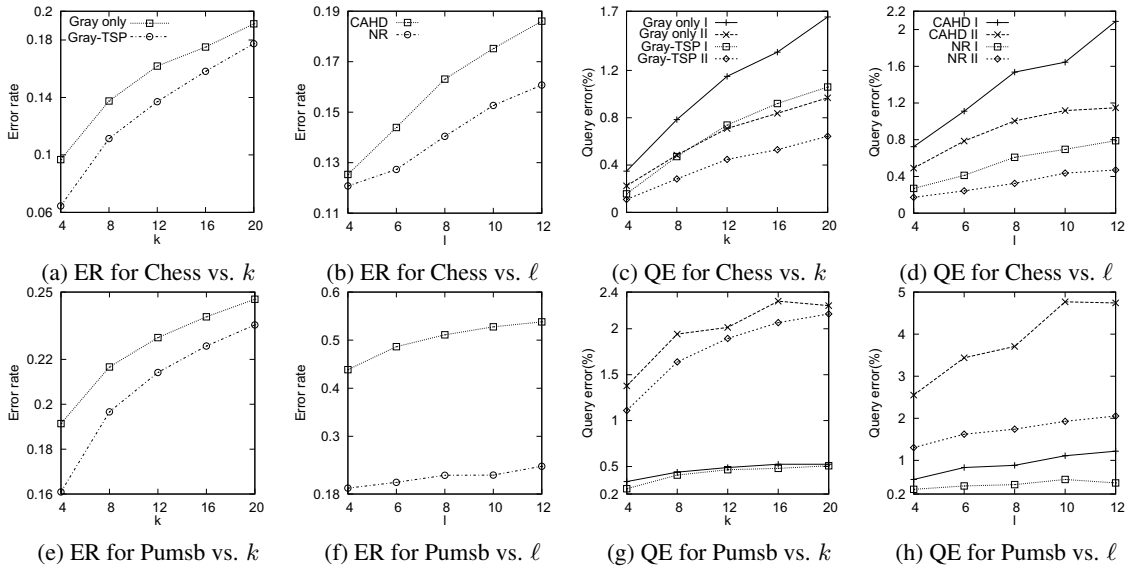 0.2
0.18
0.14
0.1
0.06
Error rate
Gray only
Gray-TSP
4 8 12 16 20
k
(a) ER for Chess vs. k
0.19
0.17
0.15
0.13
0.11
Error rate
CAHD
NR
4 6 8 10 12
l
(b) ER for Chess vs. ℓ
1.7
1.2
0.8
0.4
0
Query error(%)
Gray only I
Gray only II
Gray-TSP I
Gray-TSP II
4 8 12 16 20
k
(c) QE for Chess vs. k
2.2
1.8
1.2
0.8
0.4
0
Query error(%)
CAHD I
CAHD II
NR I
NR II
4 6 8 10 12
l
(d) QE for Chess vs. ℓ
0.25
0.22
0.2
0.18
0.16
Error rate
4 8 12 16 20
k
(e) ER for Pumsb vs. k
0.6
0.5
0.4
0.3
0.18
Error rate
4 6 8 10 12
l
(f) ER for Pumsb vs. ℓ
2.4
2
1.5
1
0.5
0.2
Query error(%)
4 8 12 16 20
k
(g) QE for Pumsb vs. k
5
4
3
2
1
0.2
Query error(%)
4 6 8 10 12
l
(h) QE for Pumsb vs. ℓ